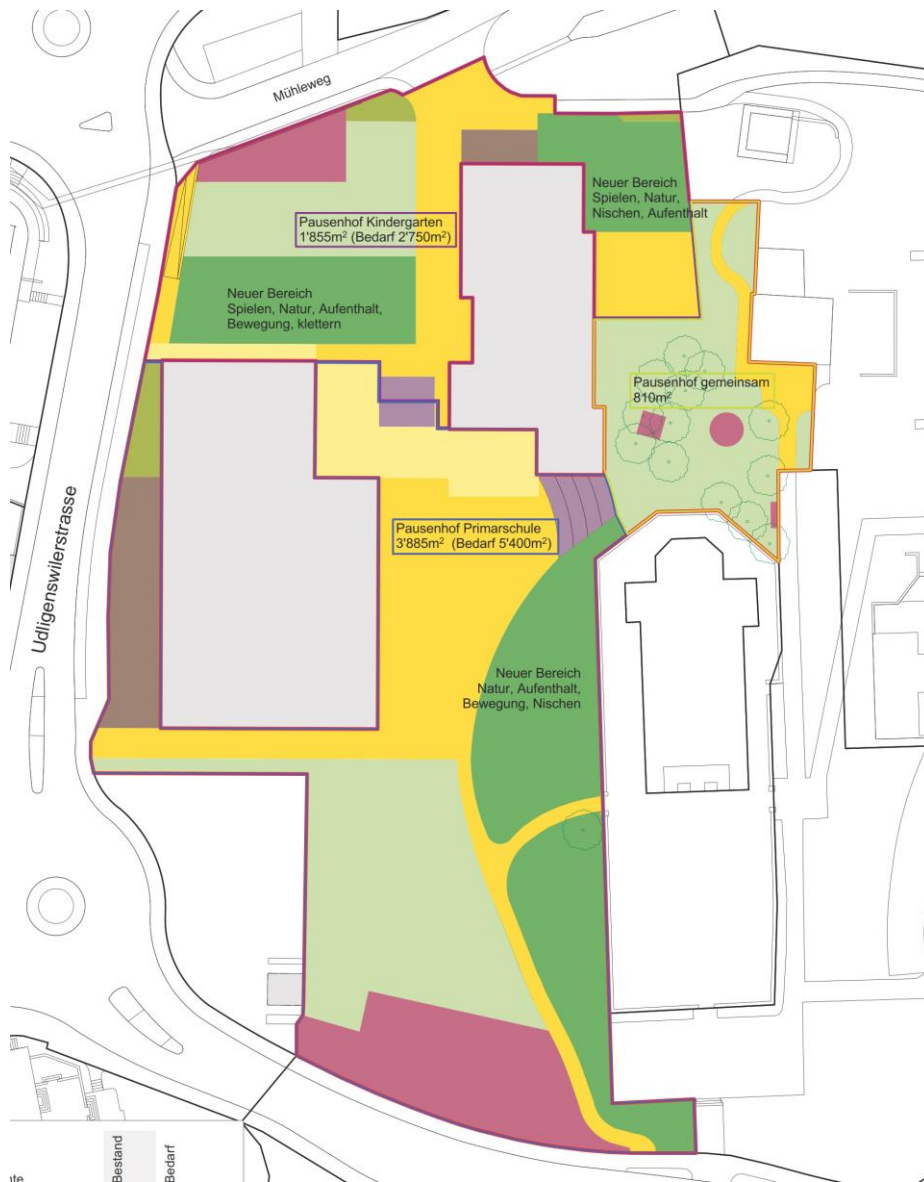 Mühleweg
Neuer Bereich
Spielen, Natur,
Nischen, Aufenthalt
Pausenhof Kindergarten
1'855m² (Bedarf 2'750m²)
Neuer Bereich
Spielen, Natur, Aufenthalt,
Bewegung, klettern
Pausenhof gemeinsam
810m²
Pausenhof Primarschule
3'885m² (Bedarf 5'400m²)
Udligenswilerstrasse
Neuer Bereich
Natur, Aufenthalt,
Bewegung, Nischen
Bestand
Bedarf